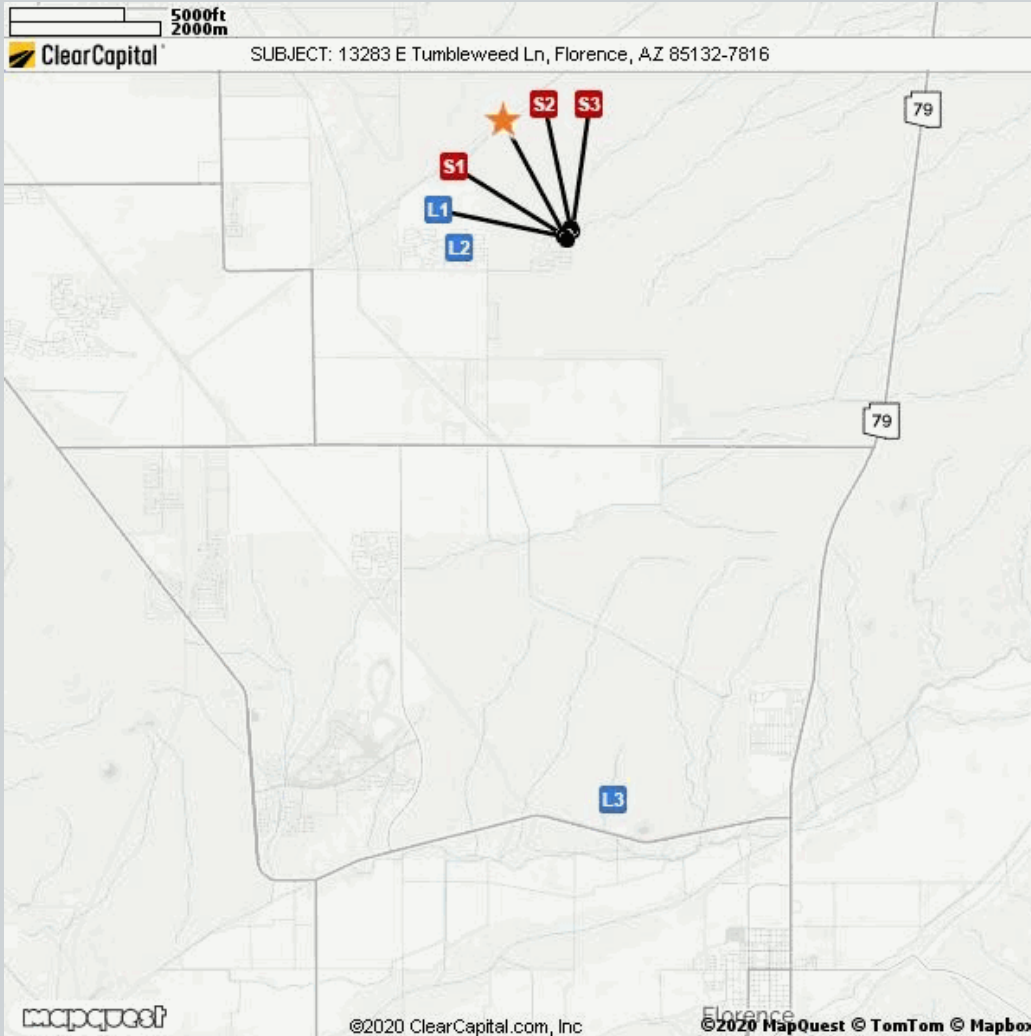 5000ft
2000m
ClearCapital
SUBJECT: 13283 E Tumbleweed Ln, Florence, AZ 85132-7816
S2 S3
79
S1
L1
L2
79
L3
Florence
mapquest
©2020 ClearCapital.com, Inc
©2020 MapQuest © TomTom © Mapbox